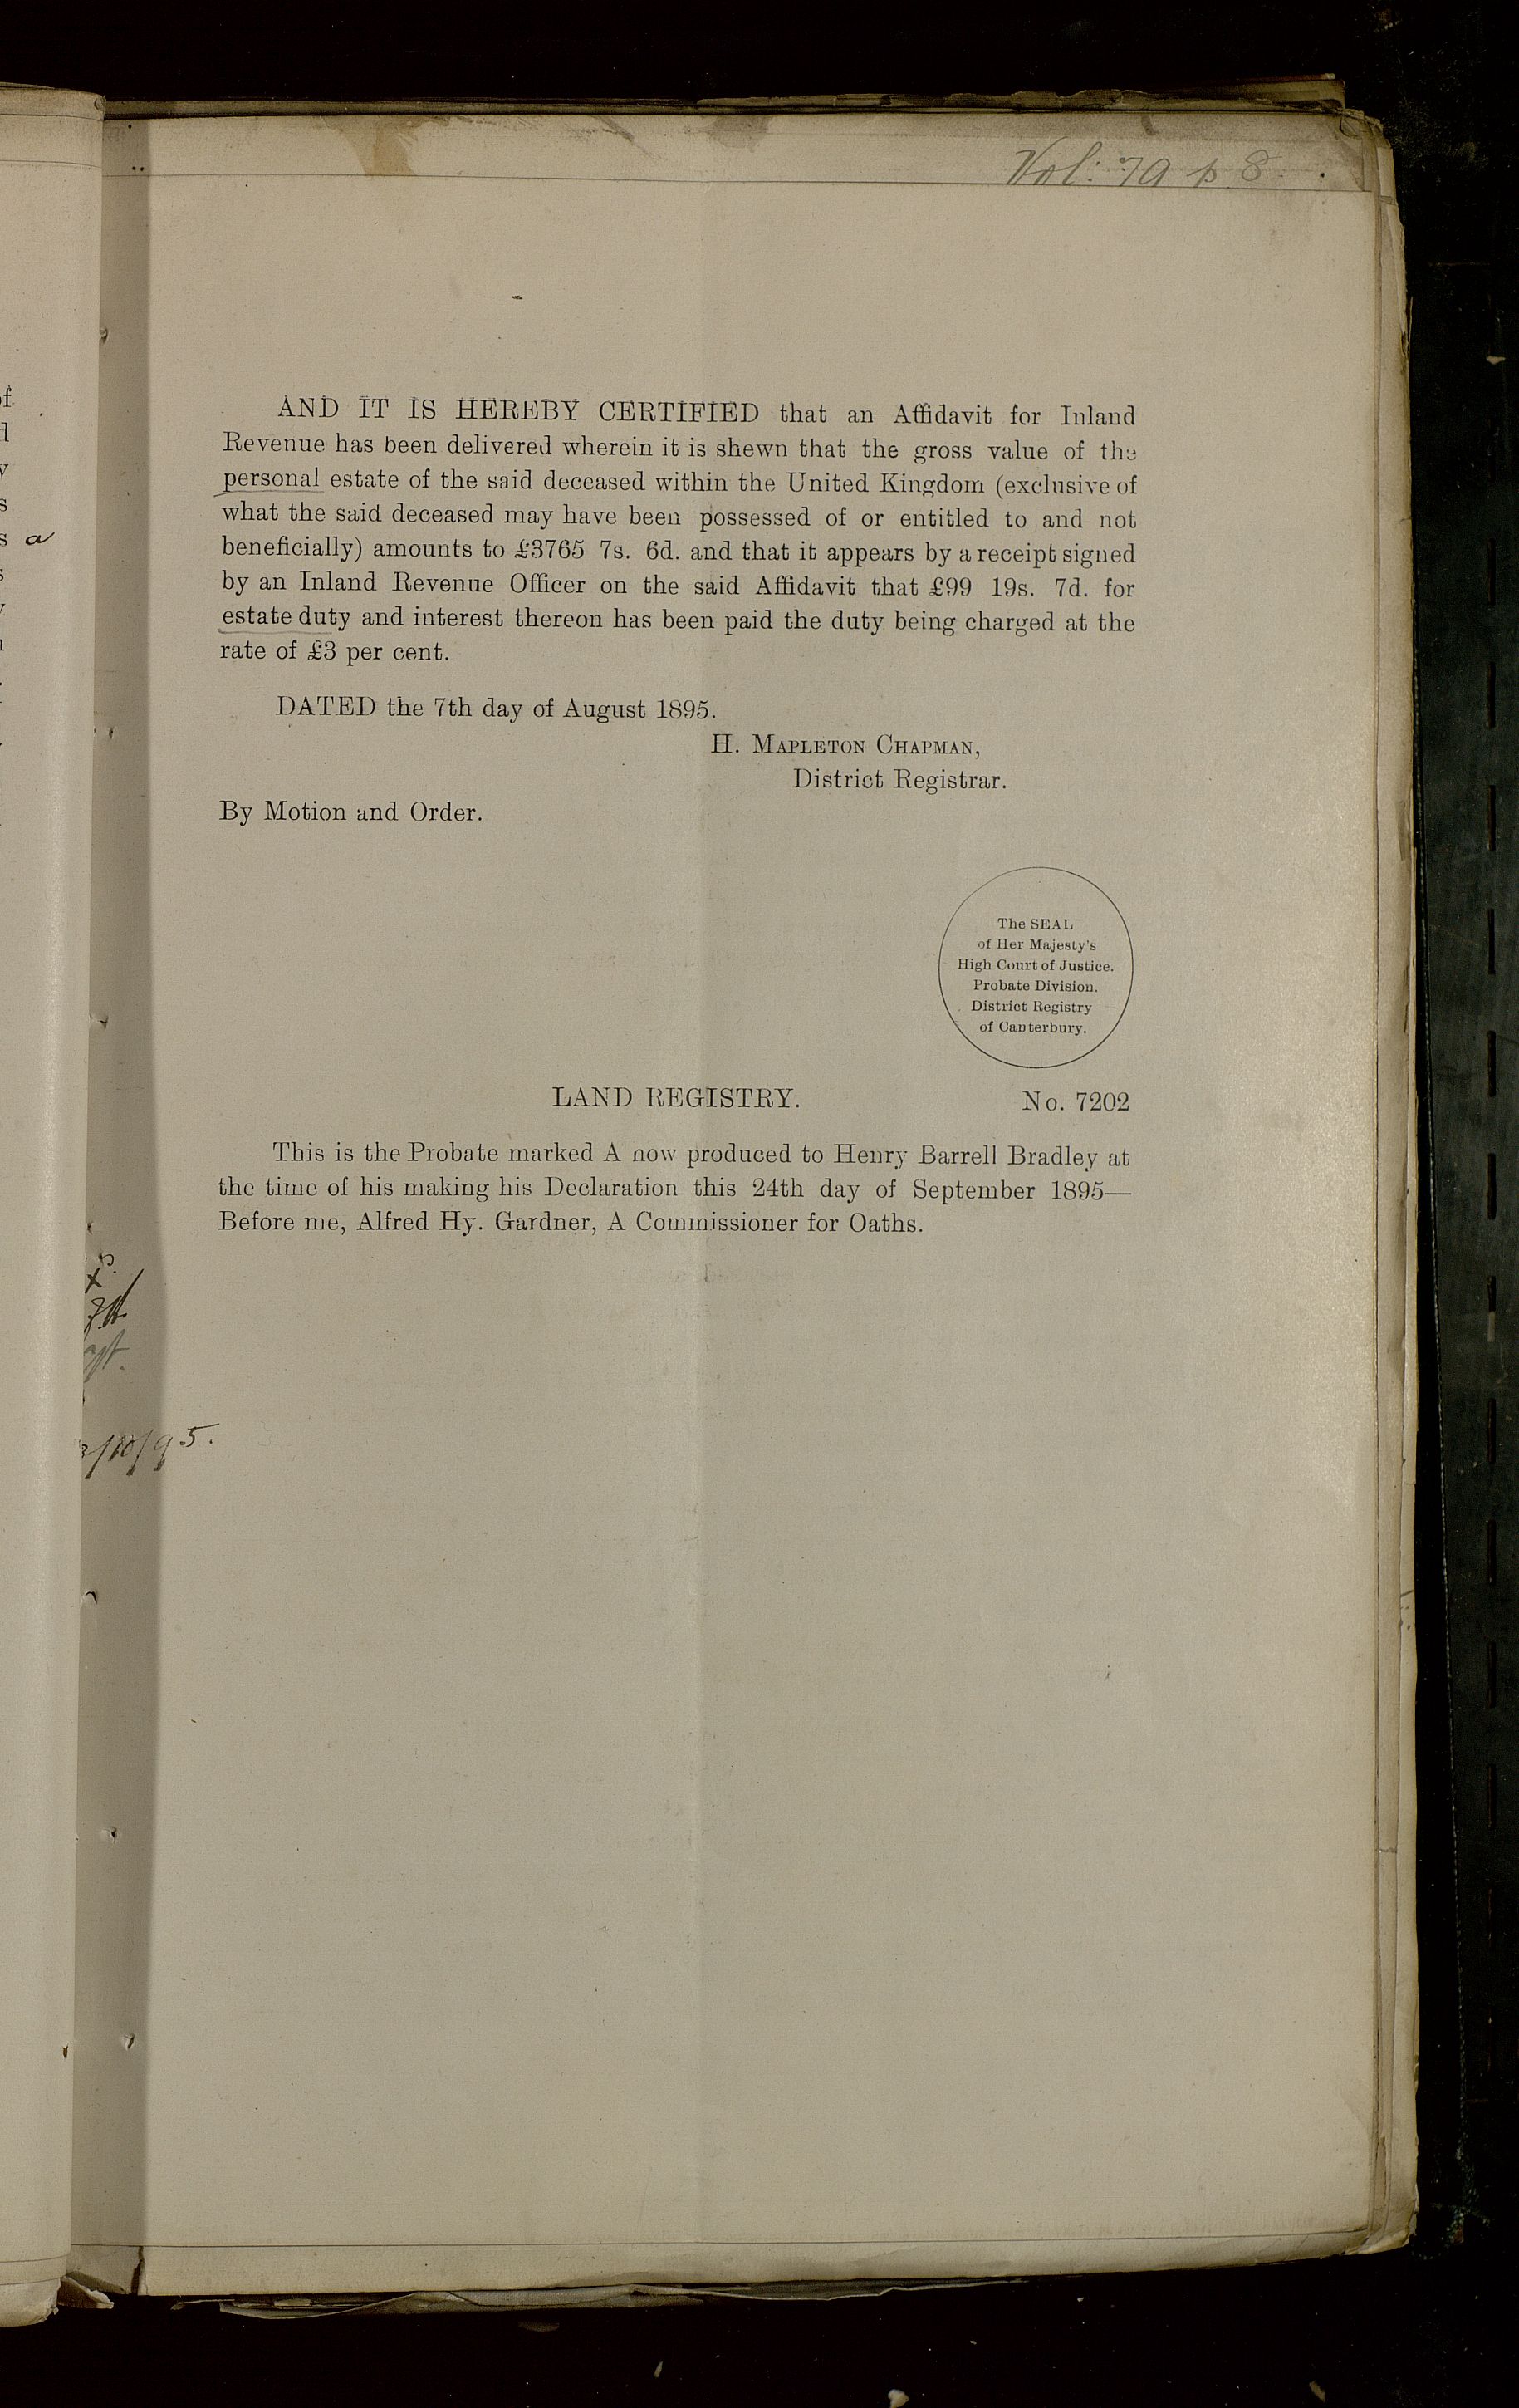 Vol: 79 p 8.
AND IT IS HEREBY CERTIFIED that an Affidavit for Inland
Revenue has been delivered wherein it is shewn that the gross value of the
personal estate of the said deceased within the United Kingdom (exclusive of
what the said deceased may have been possessed of or entitled to and not
beneficially) amounts to £3765 7s. 6d. and that it appears by a receipt signed
by an Inland Revenue Officer on the said Affidavit that £99 19s. 7d. for
estate duty and interest thereon has been paid the duty being charged at the
rate of £3 per cent.
DATED the 7th day of August 1895.
H. MAPLETON CHAPMAN,
District Registrar.
By Motion and Order.
The SEAL
of Her Majesty's
High Court of Justice.
Probate Division.
District Registry
of Canterbury.
LAND REGISTRY. No. 7202
This is the Probate marked A now produced to Henry Barrell Bradley at
the time of his making his Declaration this 24th day of September 1895—
Before me, Alfred Hy. Gardner, A Commissioner for Oaths.
/10/95.